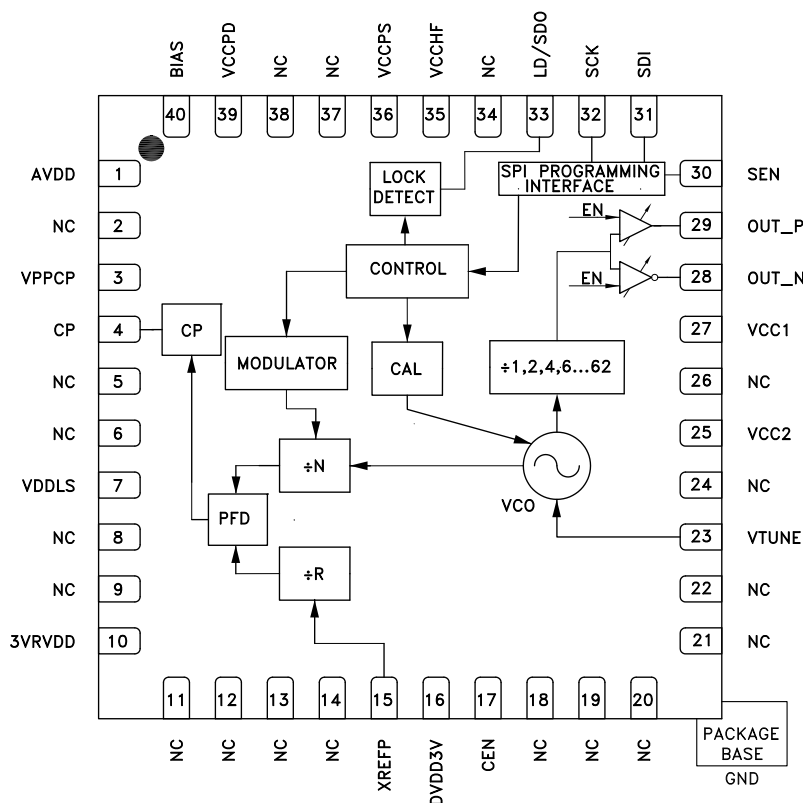 BIAS
VCCPD
NC
NC
VCCPS
VCCHF
NC
LD/SDO
SCK
SDI
40
39
38
37
36
35
34
33
32
31
AVDD
1
LOCK
DETECT
SPI PROGRAMMING
INTERFACE
30
SEN
NC
2
EN
29
OUT_P
VPPCP
3
CONTROL
EN
28
OUT_N
CP
4
CP
27
VCC1
MODULATOR
CAL
÷1,2,4,6...62
NC
5
26
NC
NC
6
25
VCC2
÷N
VDDLS
7
24
NC
VCO
PFD
NC
8
23
VTUNE
÷R
NC
9
22
NC
3VRVDD
10
21
NC
11
12
13
14
15
16
17
18
19
20
NC
NC
NC
NC
XREFP
DVDD3V
CEN
NC
NC
NC
PACKAGE
BASE
GND